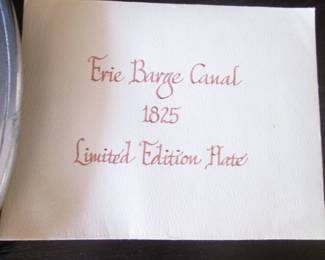 Erie Barge Canal
1825
Limited Edition Plate